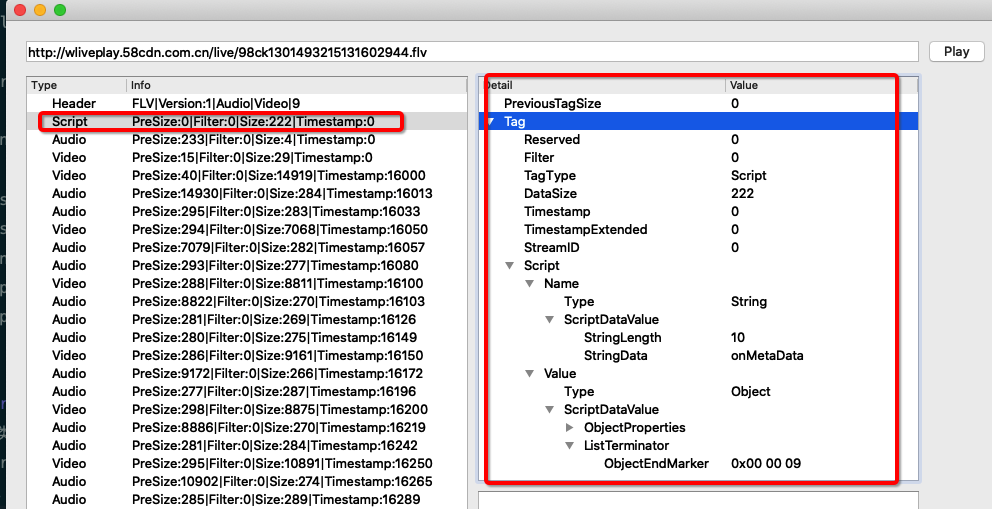 http://wliveplay.58cdn.com.cn/live/98ck1301493215131602944.flv
Play
Type Info
Header FLV|Version:1|Audio|Video|9
Script PreSize:0|Filter:0|Size:222|Timestamp:0
Audio PreSize:233|Filter:0|Size:4|Timestamp:0
Video PreSize:15|Filter:0|Size:29|Timestamp:0
Video PreSize:40|Filter:0|Size:14919|Timestamp:16000
Audio PreSize:14930|Filter:0|Size:284|Timestamp:16013
Audio PreSize:295|Filter:0|Size:283|Timestamp:16033
Video PreSize:294|Filter:0|Size:7068|Timestamp:16050
Audio PreSize:7079|Filter:0|Size:282|Timestamp:16057
Audio PreSize:293|Filter:0|Size:277|Timestamp:16080
Video PreSize:288|Filter:0|Size:8811|Timestamp:16100
Audio PreSize:8822|Filter:0|Size:270|Timestamp:16103
Audio PreSize:281|Filter:0|Size:269|Timestamp:16126
Audio PreSize:280|Filter:0|Size:275|Timestamp:16149
Video PreSize:286|Filter:0|Size:9161|Timestamp:16150
Audio PreSize:9172|Filter:0|Size:266|Timestamp:16172
Audio PreSize:277|Filter:0|Size:287|Timestamp:16196
Video PreSize:298|Filter:0|Size:8875|Timestamp:16200
Audio PreSize:8886|Filter:0|Size:270|Timestamp:16219
Audio PreSize:281|Filter:0|Size:284|Timestamp:16242
Video PreSize:295|Filter:0|Size:10891|Timestamp:16250
Audio PreSize:10902|Filter:0|Size:274|Timestamp:16265
Audio PreSize:285|Filter:0|Size:289|Timestamp:16289
Detail Value
PreviousTagSize 0
Tag
Reserved 0
Filter 0
TagType Script
DataSize 222
Timestamp 0
TimestampExtended 0
StreamID 0
Script
Name
Type String
ScriptDataValue
StringLength 10
StringData onMetaData
Value
Type Object
ScriptDataValue
ObjectProperties
ListTerminator
ObjectEndMarker 0x00 00 09